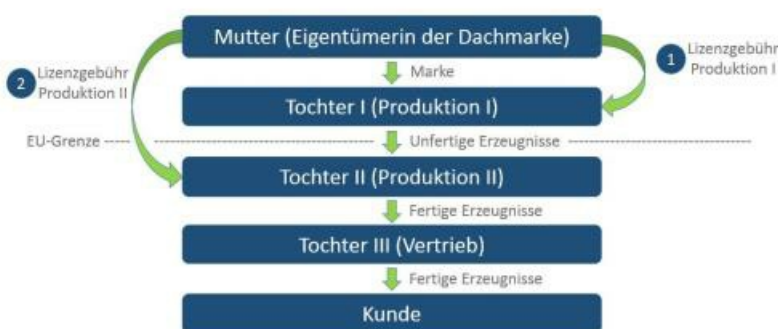 Mutter (Eigentümerin der Dachmarke)
2
Lizenzgebühr
Produktion II
Marke
1
Lizenzgebühr
Produktion I
Tochter I (Produktion I)
EU-Grenze
Unfertige Erzeugnisse
Tochter II (Produktion II)
Fertige Erzeugnisse
Tochter III (Vertrieb)
Fertige Erzeugnisse
Kunde